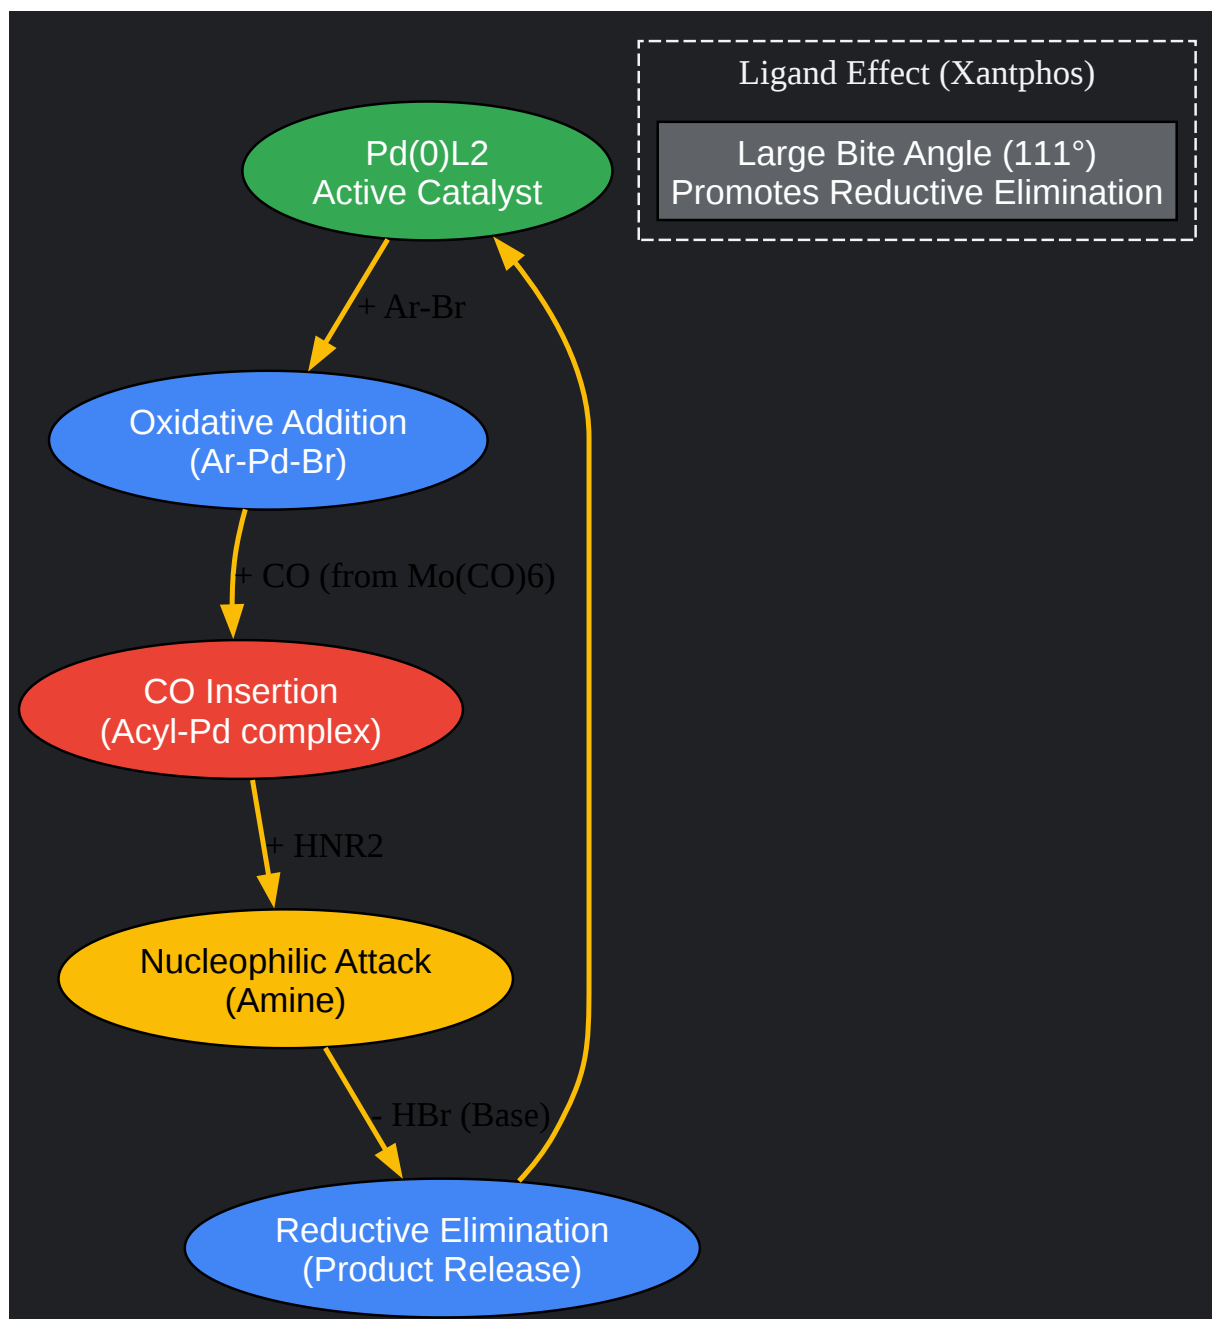 Ligand Effect (Xantphos)
Large Bite Angle (111°)
Promotes Reductive Elimination
Pd(0)L2
Active Catalyst
+ Ar-Br
Oxidative Addition
(Ar-Pd-Br)
+ CO (from Mo(CO)6)
CO Insertion
(Acyl-Pd complex)
+ HNR2
Nucleophilic Attack
(Amine)
- HBr (Base)
Reductive Elimination
(Product Release)